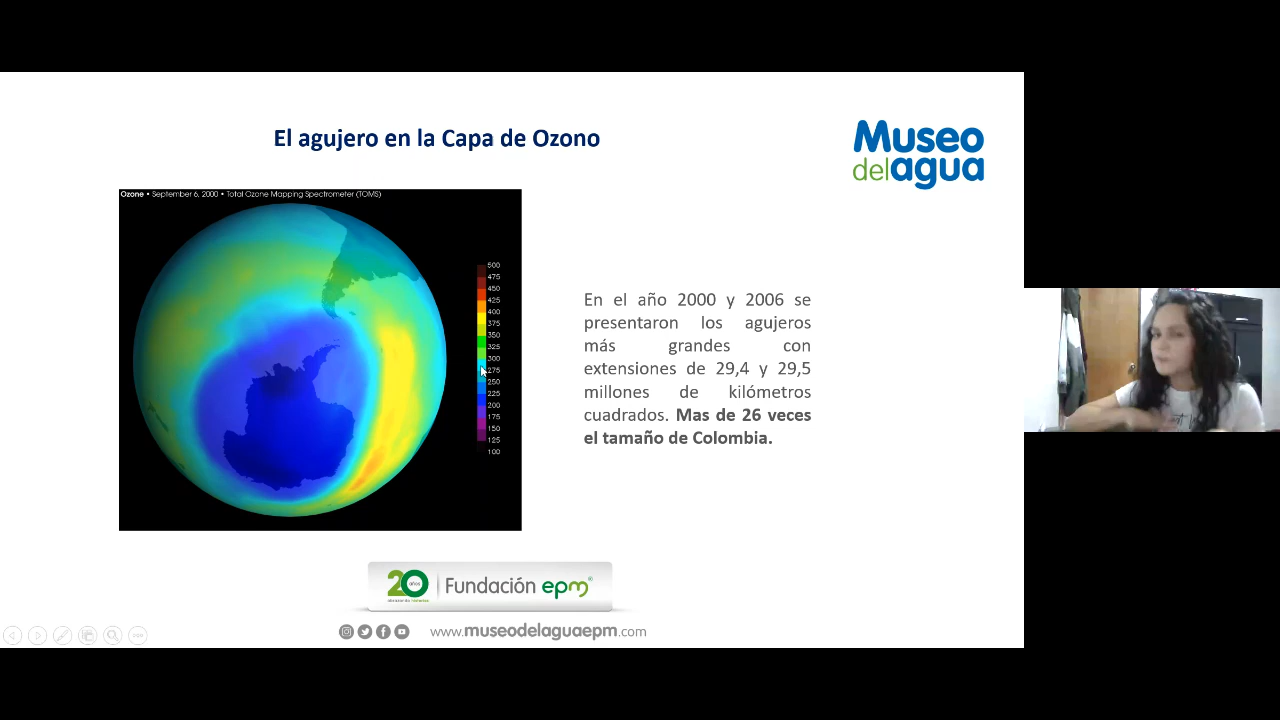 El agujero en la Capa de Ozono
Museo
del agua
Ozone • September 6, 2000 • Total Ozone Mapping Spectrometer (TOMS)
500
475
450
425
400
375
350
325
300
275
250
225
200
175
150
125
100
En el año 2000 y 2006 se
presentaron los agujeros
más grandes con
extensiones de 29,4 y 29,5
millones de kilómetros
cuadrados. Mas de 26 veces
el tamaño de Colombia.
20 años
Fundación epm®
www.museodelaguaepm.com